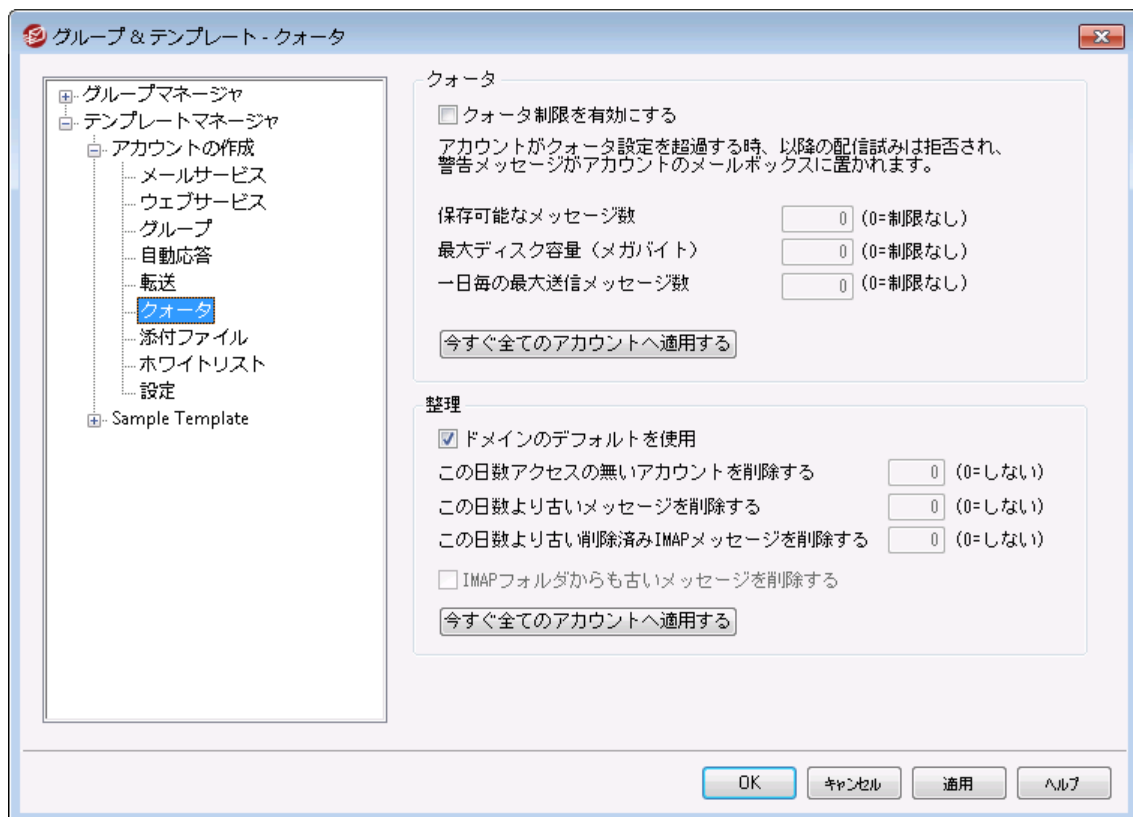 グループ & テンプレート - クォータ
グループマネージャ
テンプレートマネージャ
アカウントの作成
メールサービス
ウェブサービス
グループ
自動応答
転送
クォータ
添付ファイル
ホワイトリスト
設定
Sample Template
クォータ
クォータ制限を有効にする
アカウントがクォータ設定を超過する時、以降の配信試みは拒否され、
警告メッセージがアカウントのメールボックスに置かれます。
保存可能なメッセージ数 0 (0=制限なし)
最大ディスク容量（メガバイト） 0 (0=制限なし)
一日毎の最大送信メッセージ数 0 (0=制限なし)
今すぐ全てのアカウントへ適用する
整理
ドメインのデフォルトを使用
この日数アクセスの無いアカウントを削除する 0 (0=しない)
この日数より古いメッセージを削除する 0 (0=しない)
この日数より古い削除済みIMAPメッセージを削除する 0 (0=しない)
IMAPフォルダからも古いメッセージを削除する
今すぐ全てのアカウントへ適用する
OK キャンセル 適用 ヘルプ